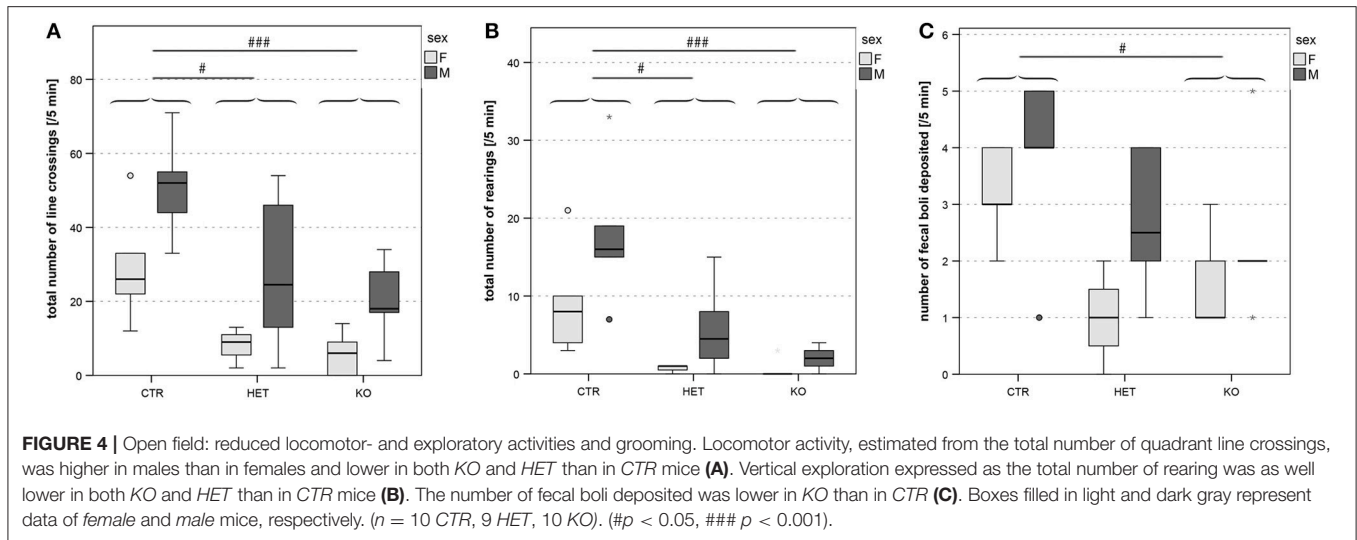 A
###
#
sex
F
M
total number of line crossings [/5 min]
80
60
40
20
0
CTR
HET
KO
B
###
#
sex
F
M
total number of rearings [/5 min]
40
30
20
10
0
*
*
CTR
HET
KO
C
#
sex
F
M
number of fecal boli deposited [/5 min]
6
5
4
3
2
1
0
*
*
CTR
HET
KO
FIGURE 4 | Open field: reduced locomotor- and exploratory activities and grooming. Locomotor activity, estimated from the total number of quadrant line crossings,
was higher in males than in females and lower in both KO and HET than in CTR mice (A). Vertical exploration expressed as the total number of rearing was as well
lower in both KO and HET than in CTR mice (B). The number of fecal boli deposited was lower in KO than in CTR (C). Boxes filled in light and dark gray represent
data of female and male mice, respectively. (n = 10 CTR, 9 HET, 10 KO). (#p < 0.05, ### p < 0.001).